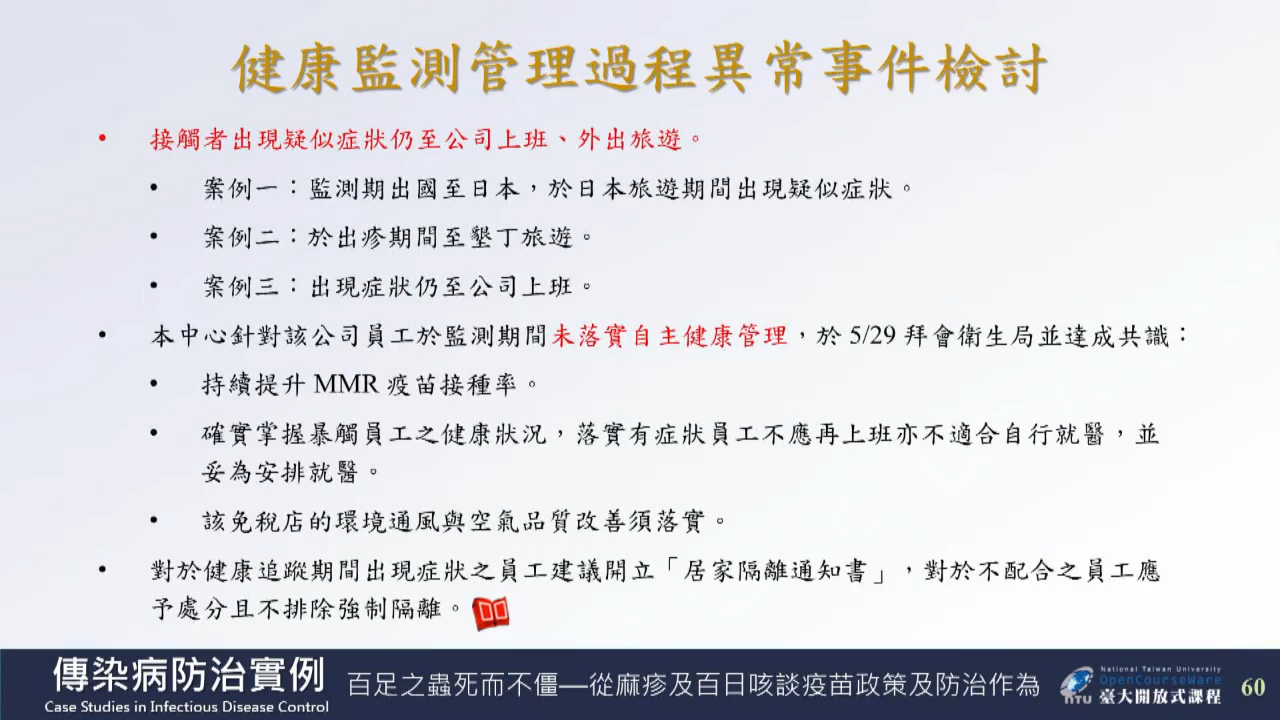 健康監測管理過程異常事件檢討
• 接觸者出現疑似症狀仍至公司上班、外出旅遊。
• 案例一：監測期出國至日本，於日本旅遊期間出現疑似症狀。
• 案例二：於出疹期間至墾丁旅遊。
• 案例三：出現症狀仍至公司上班。
• 本中心針對該公司員工於監測期間未落實自主健康管理，於 5/29 拜會衛生局並達成共識：
• 持續提升 MMR 疫苗接種率。
• 確實掌握暴觸員工之健康狀況，落實有症狀員工不應再上班亦不適合自行就醫，並
妥為安排就醫。
• 該免稅店的環境通風與空氣品質改善須落實。
• 對於健康追蹤期間出現症狀之員工建議開立「居家隔離通知書」，對於不配合之員工應
予處分且不排除強制隔離。
傳染病防治實例
Case Studies in Infectious Disease Control
百足之蟲死而不僵—從麻疹及百日咳談疫苗政策及防治作為
NTU
National Taiwan University
OpenCourseWare
臺大開放式課程
60